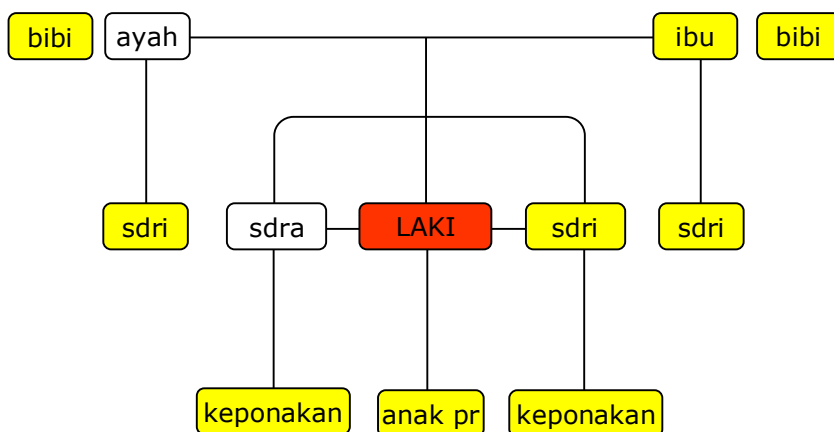 bibi
ayah
ibu
bibi
sdri
sdra
LAKI
sdri
sdri
keponakan
anak pr
keponakan